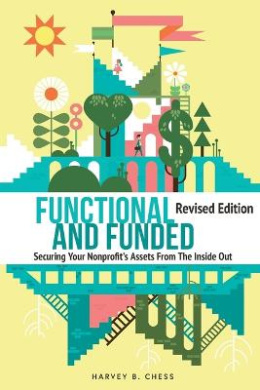 FUNCTIONAL
Revised Edition
AND FUNDED
Securing Your Nonprofit's Assets From The Inside Out
HARVEY B. CHESS